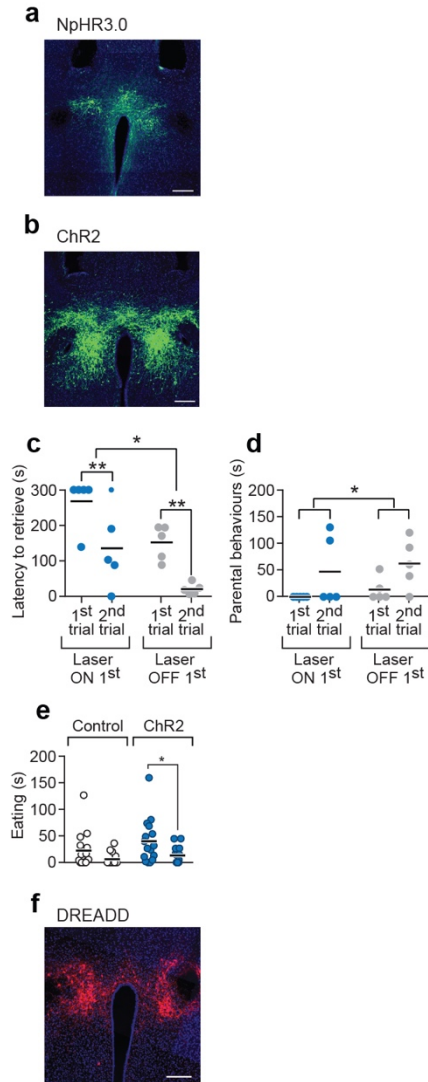 a
NpHR3.0
b
ChR2
c
*
**
**
Latency to retrieve (s)
300
200
100
0
1st trial
2nd trial
1st trial
2nd trial
Laser ON 1st
Laser OFF 1st
d
*
Parental behaviours (s)
200
150
100
50
0
1st trial
2nd trial
1st trial
2nd trial
Laser ON 1st
Laser OFF 1st
e
Control
ChR2
*
Eating (s)
200
150
100
50
0
f
DREADD